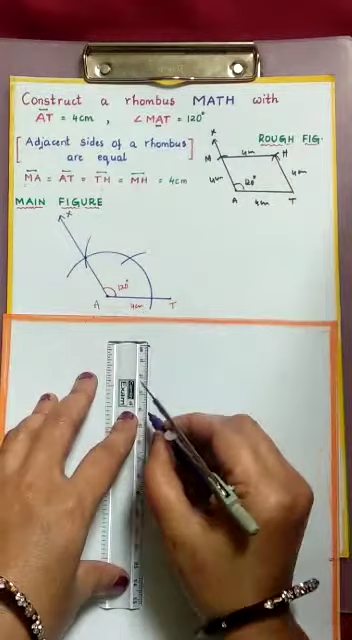 Construct a rhombus MATH with
AT = 4cm , ∠MAT = 120°
[ Adjacent sides of a rhombus
are equal ]
ROUGH FIG.
X
M 4cm H
4cm 120° 4cm
A 4cm T
MA = AT = TH = MH = 4cm
MAIN FIGURE
X
120°
A 4cm T
Exam